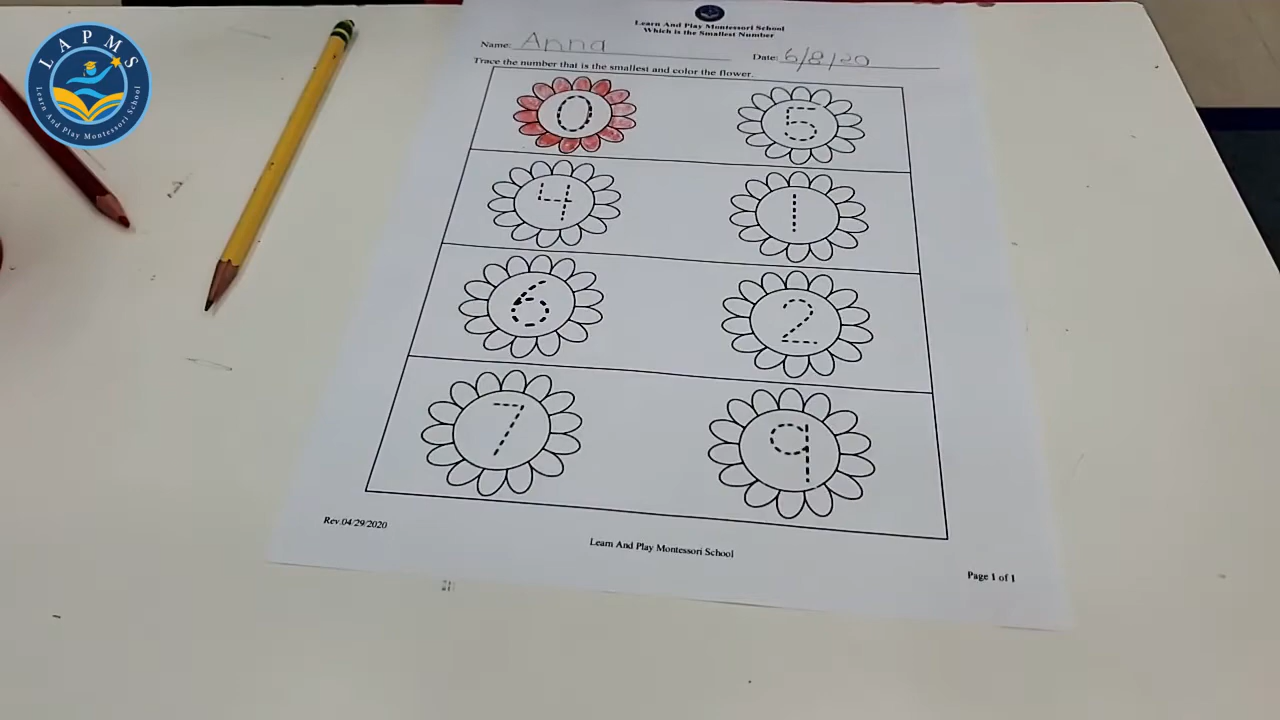 LAPMS
Learn And Play Montessori School
Learn And Play Montessori School
Which is the Smallest Number
Name: Anna Date: 6/8/20
Trace the number that is the smallest and color the flower.
0 5
4 1
6 2
7 9
Rev.04/29/2020
Learn And Play Montessori School
Page 1 of 1